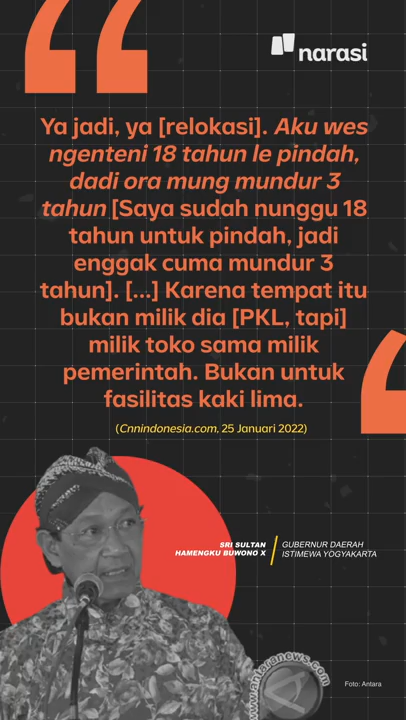 narasi
Ya jadi, ya [relokasi]. Aku wes
ngenteni 18 tahun le pindah,
dadi ora mung mundur 3
tahun [Saya sudah nunggu 18
tahun untuk pindah, jadi
enggak cuma mundur 3
tahun]. [...] Karena tempat itu
bukan milik dia [PKL, tapi]
milik toko sama milik
pemerintah. Bukan untuk
fasilitas kaki lima.
(Cnnindonesia.com, 25 Januari 2022)
SRI SULTAN
HAMENGKU BUWONO X
GUBERNUR DAERAH
ISTIMEWA YOGYAKARTA
www.antaranews.com
Foto: Antara